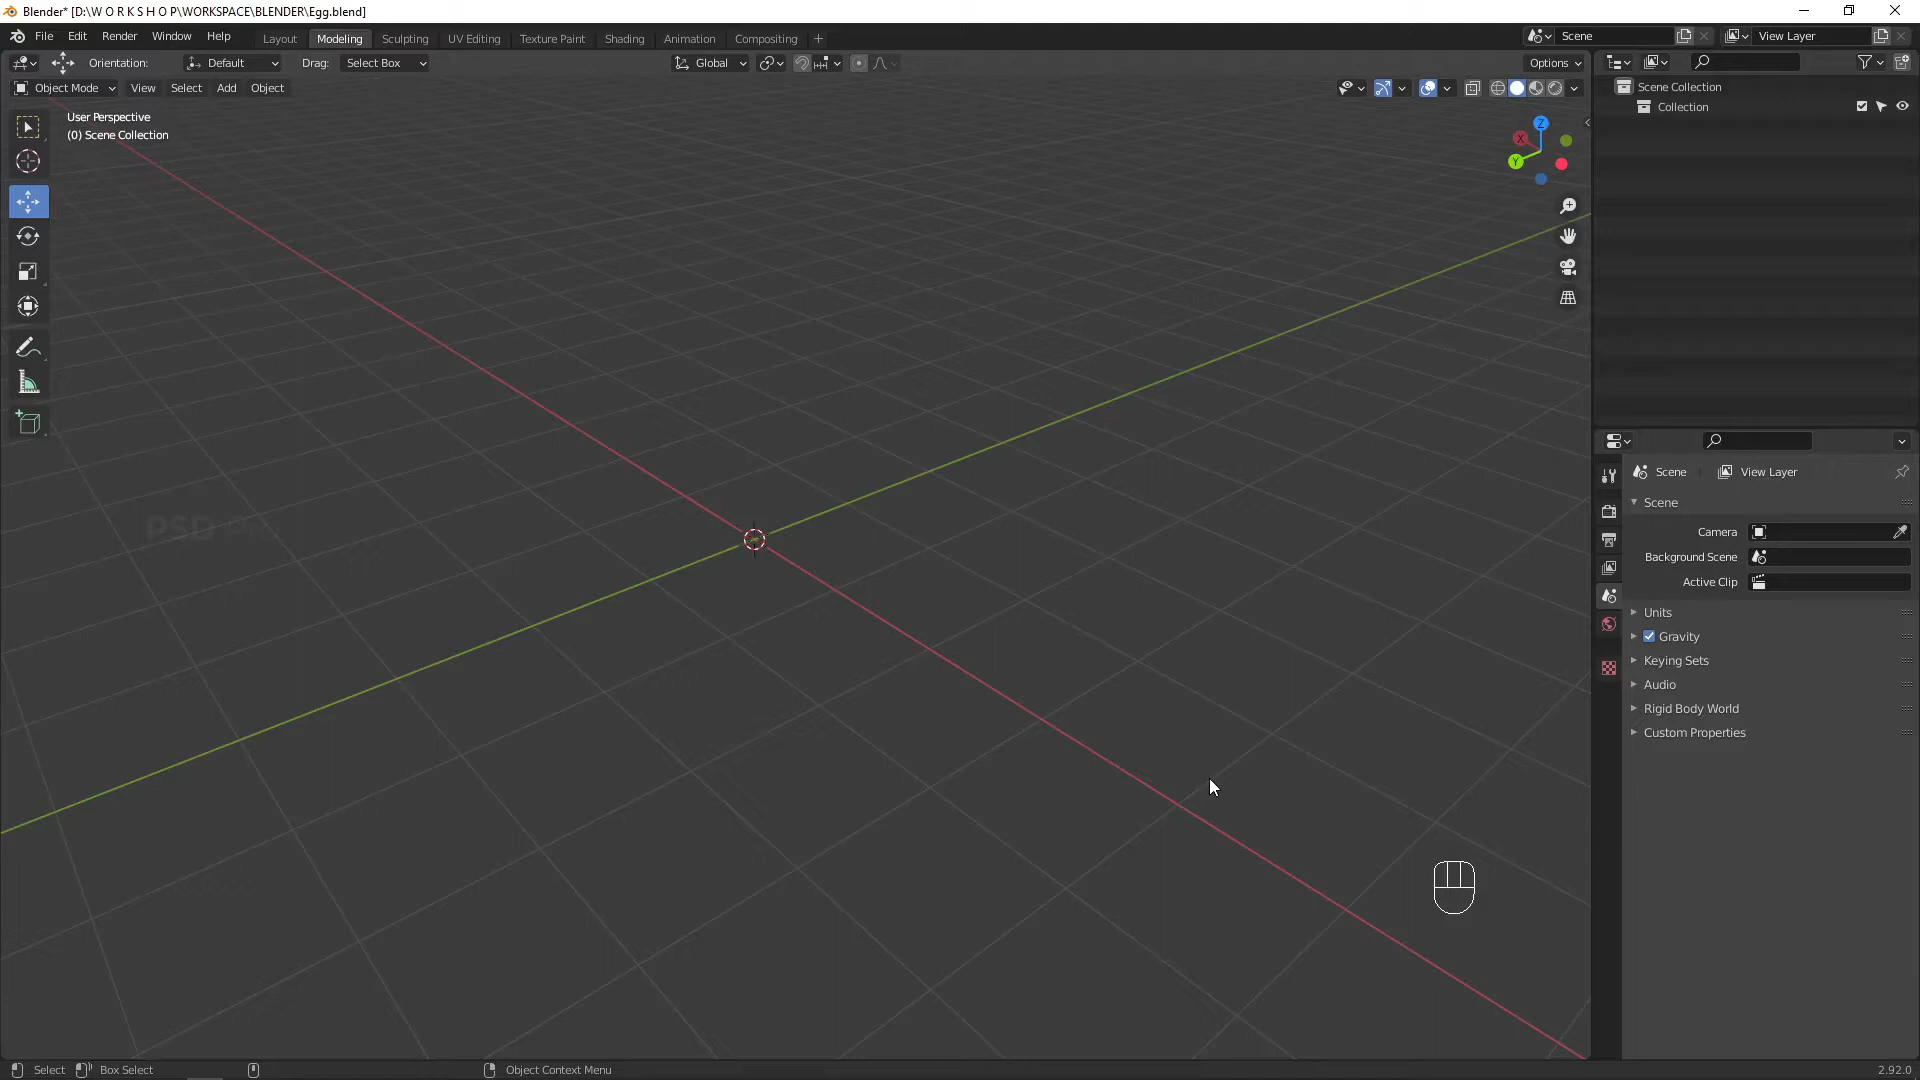 Blender* [D:\W O R K S H O P\WORKSPACE\BLENDER\Egg.blend]
File Edit Render Window Help Layout Modeling Sculpting UV Editing Texture Paint Shading Animation Compositing + Scene View Layer
Orientation: Default Drag: Select Box Global Options
Object Mode View Select Add Object
User Perspective
(0) Scene Collection
Z
X
Y
Scene Collection
Collection
Scene View Layer
Scene
Camera
Background Scene
Active Clip
Units
Gravity
Keying Sets
Audio
Rigid Body World
Custom Properties
PSD
Select Box Select Object Context Menu 2.92.0